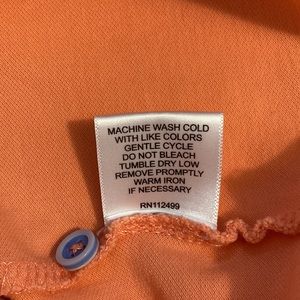 MACHINE WASH COLD
WITH LIKE COLORS
GENTLE CYCLE
DO NOT BLEACH
TUMBLE DRY LOW
REMOVE PROMPTLY
WARM IRON
IF NECESSARY
RN112499